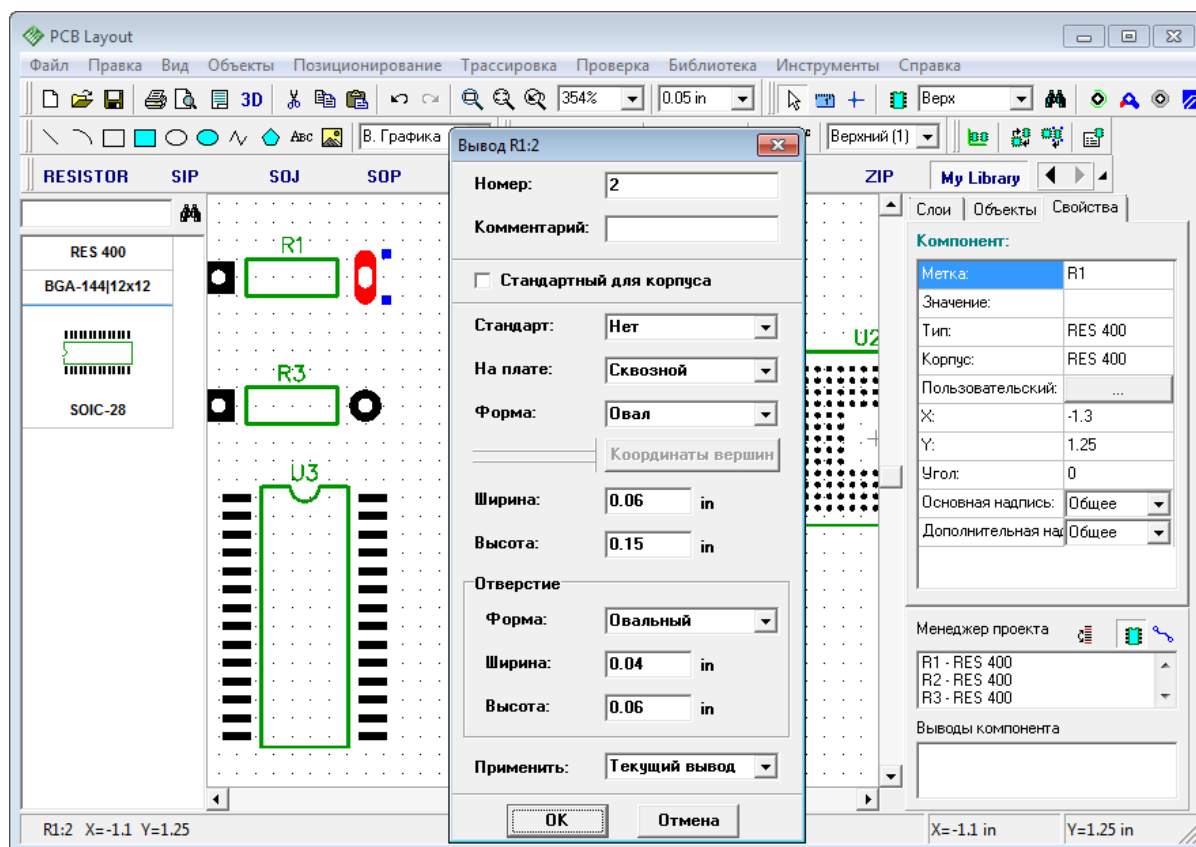 PCB Layout
Файл Правка Вид Объекты Позиционирование Трассировка Проверка Библиотека Инструменты Справка
3D 354% 0.05 in Верх
ABC В. Графика Верхний (1)
RESISTOR SIP SOJ SOP ZIP My Library
RES 400
BGA-144|12x12
SOIC-28
R1
R3
U3
U2
Вывод R1:2
Номер: 2
Комментарий:
Стандартный для корпуса
Стандарт: Нет
На плате: Сквозной
Форма: Овал
Координаты вершин
Ширина: 0.06 in
Высота: 0.15 in
Отверстие
Форма: Овальный
Ширина: 0.04 in
Высота: 0.06 in
Применить: Текущий вывод
OK Отмена
Слои Объекты Свойства
Компонент:
Метка: R1
Значение:
Тип: RES 400
Корпус: RES 400
Пользовательский: ...
X: -1.3
Y: 1.25
Угол: 0
Основная надпись: Общее
Дополнительная над Общее
Менеджер проекта
R1 - RES 400
R2 - RES 400
R3 - RES 400
Выводы компонента
R1:2 X=-1.1 Y=1.25
X=-1.1 in Y=1.25 in